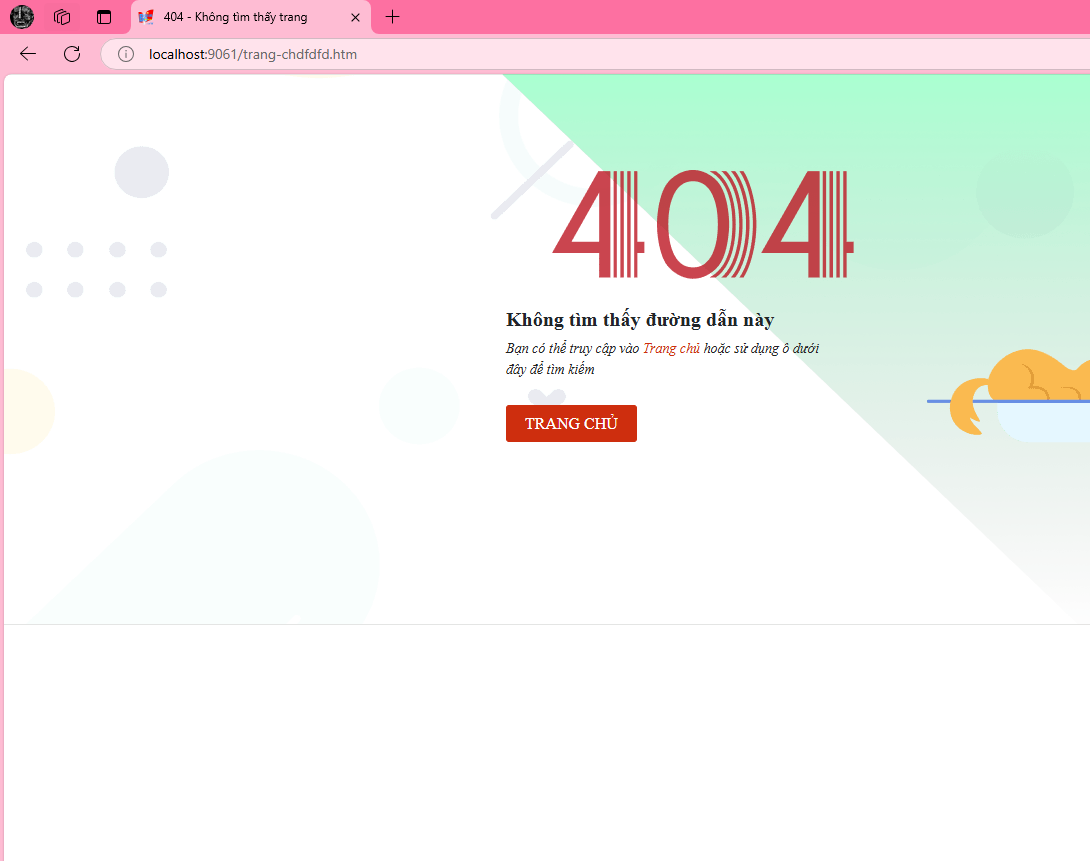 404 - Không tìm thấy trang
localhost:9061/trang-chdfdfd.htm
404
Không tìm thấy đường dẫn này
Bạn có thể truy cập vào Trang chủ hoặc sử dụng ô dưới
đây để tìm kiếm
TRANG CHỦ